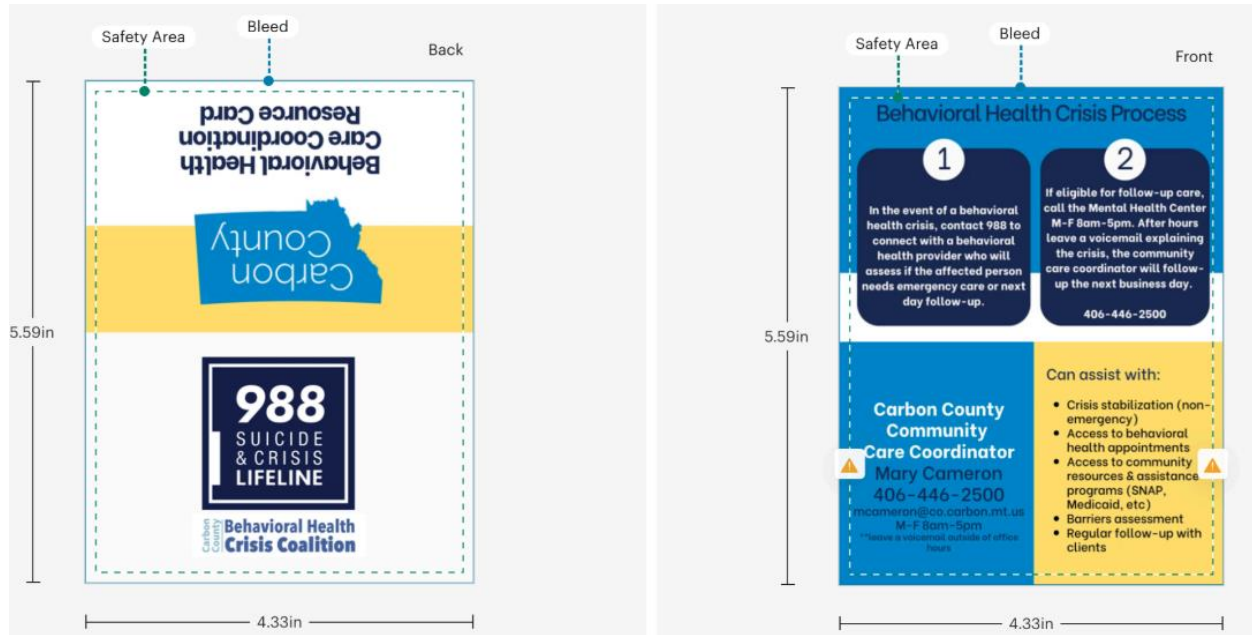 Safety Area
Bleed
Back
Behavioral Health
Care Coordination
Resource Card
Carbon
County
988
SUICIDE
& CRISIS
LIFELINE
Carbon
County
Behavioral Health
Crisis Coalition
5.59in
4.33in
Safety Area
Bleed
Front
Behavioral Health Crisis Process
1
In the event of a behavioral
health crisis, contact 988 to
connect with a behavioral
health provider who will
assess if the affected person
needs emergency care or next
day follow-up.
2
If eligible for follow-up care,
call the Mental Health Center
M-F 8am-5pm. After hours
leave a voicemail explaining
the crisis, the community
care coordinator will follow-
up the next business day.
406-446-2500
Carbon County
Community
Care Coordinator
Mary Cameron
406-446-2500
mcameron@co.carbon.mt.us
M-F 8am-5pm
**leave a voicemail outside of office
hours
Can assist with:
• Crisis stabilization (non-
emergency)
• Access to behavioral
health appointments
• Access to community
resources & assistance
programs (SNAP,
Medicaid, etc)
• Barriers assessment
• Regular follow-up with
clients
5.59in
4.33in